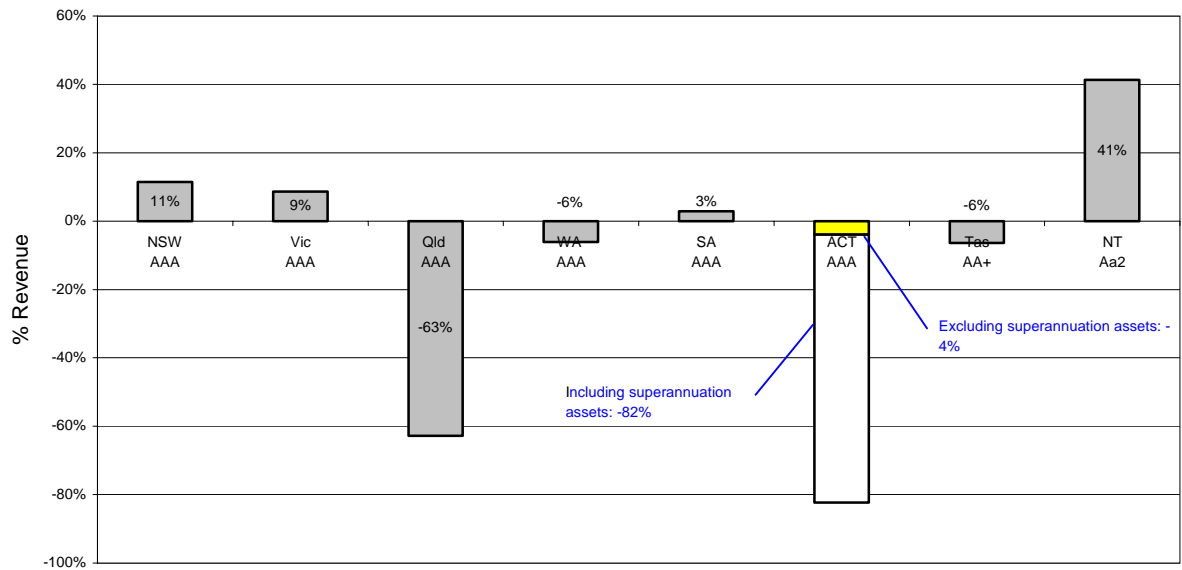 60%
40%
20%
0%
-20%
-40%
-60%
-80%
-100%
% Revenue
11%
9%
-63%
-6%
3%
-6%
41%
NSW
AAA
Vic
AAA
Qld
AAA
WA
AAA
SA
AAA
ACT
AAA
Tas
AA+
NT
Aa2
Excluding superannuation assets: -
4%
Including superannuation
assets: -82%